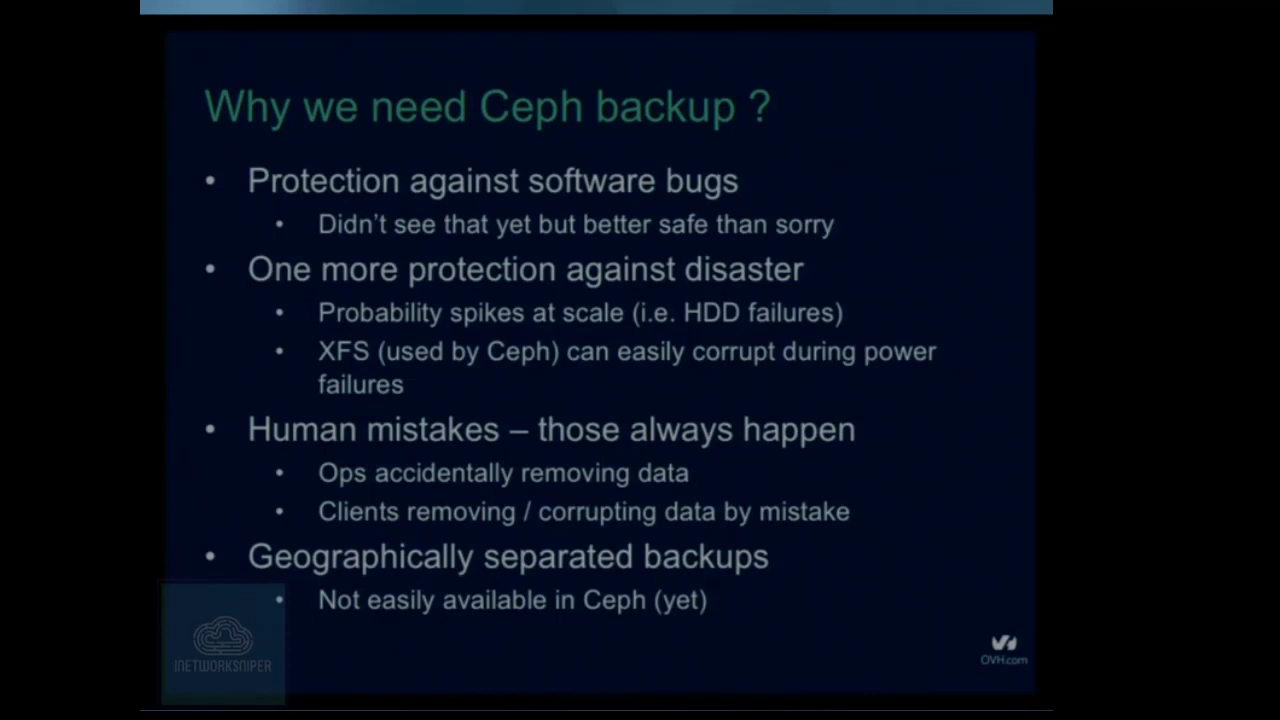 Why we need Ceph backup ?
• Protection against software bugs
• Didn't see that yet but better safe than sorry
• One more protection against disaster
• Probability spikes at scale (i.e. HDD failures)
• XFS (used by Ceph) can easily corrupt during power
failures
• Human mistakes – those always happen
• Ops accidentally removing data
• Clients removing / corrupting data by mistake
• Geographically separated backups
• Not easily available in Ceph (yet)
INETWORKSNIPER
OVH.com